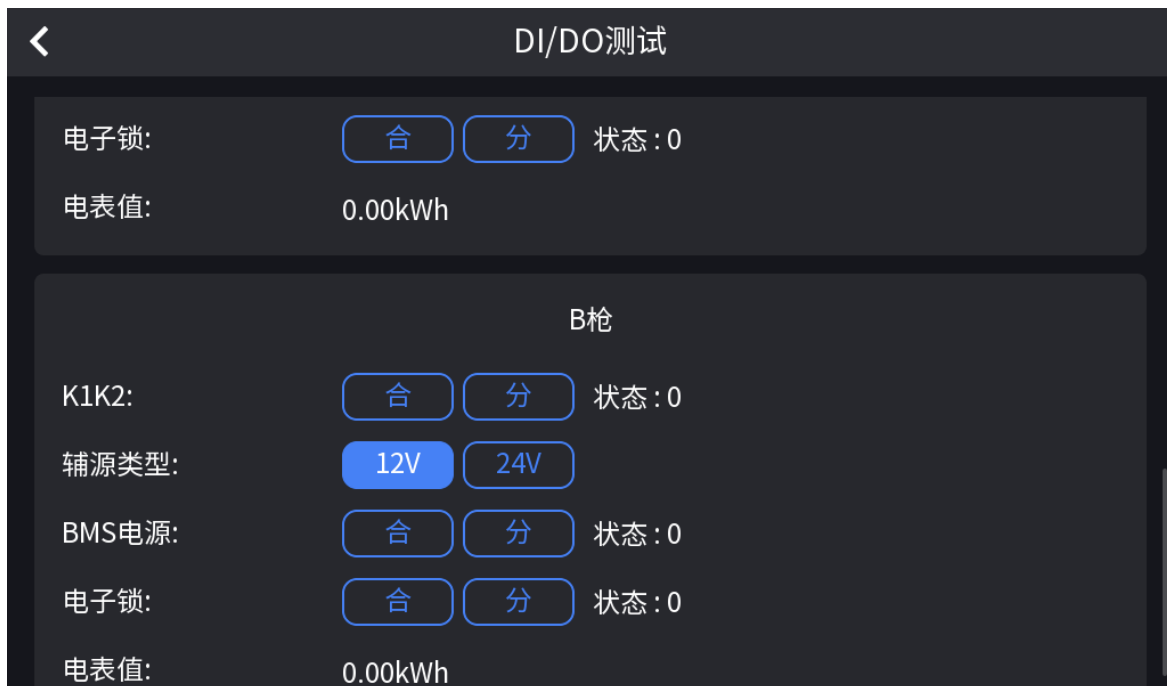 DI/DO测试
电子锁: 合 分 状态 : 0
电表值: 0.00kWh
B枪
K1K2: 合 分 状态 : 0
辅源类型: 12V 24V
BMS电源: 合 分 状态 : 0
电子锁: 合 分 状态 : 0
电表值: 0.00kWh